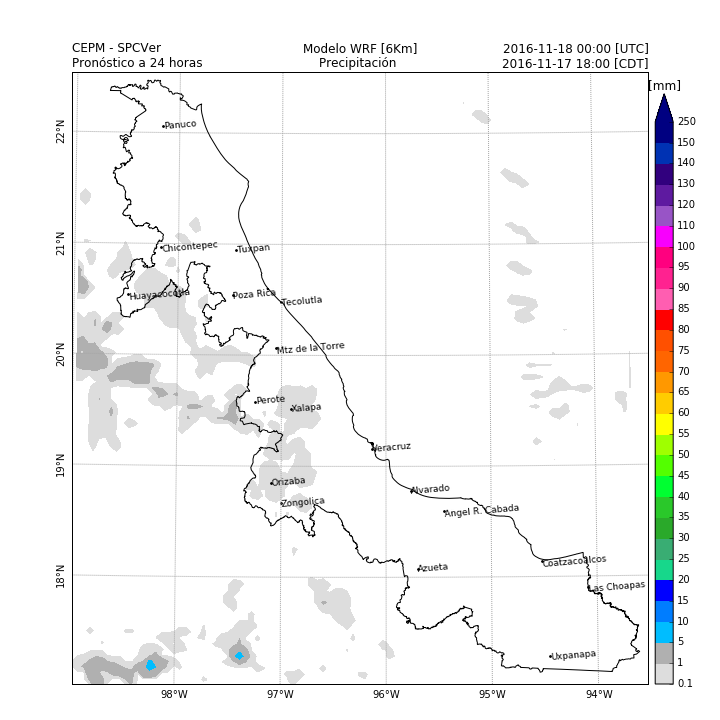 CEPM - SPCVer
Pronóstico a 24 horas
Modelo WRF [6Km]
Precipitación
2016-11-18 00:00 [UTC]
2016-11-17 18:00 [CDT]
[mm]
Panuco
Chicontepec
Tuxpan
Huayacocotla
Poza Rica
Tecolutla
Mtz de la Torre
Perote
Xalapa
Veracruz
Orizaba
Zongolica
Alvarado
Angel R. Cabada
Azueta
Coatzacoalcos
Las Choapas
Uxpanapa
22°N
21°N
20°N
19°N
18°N
98°W
97°W
96°W
95°W
94°W
250
150
140
130
120
110
100
95
90
85
80
75
70
65
60
55
50
45
40
35
30
25
20
15
10
5
1
0.1